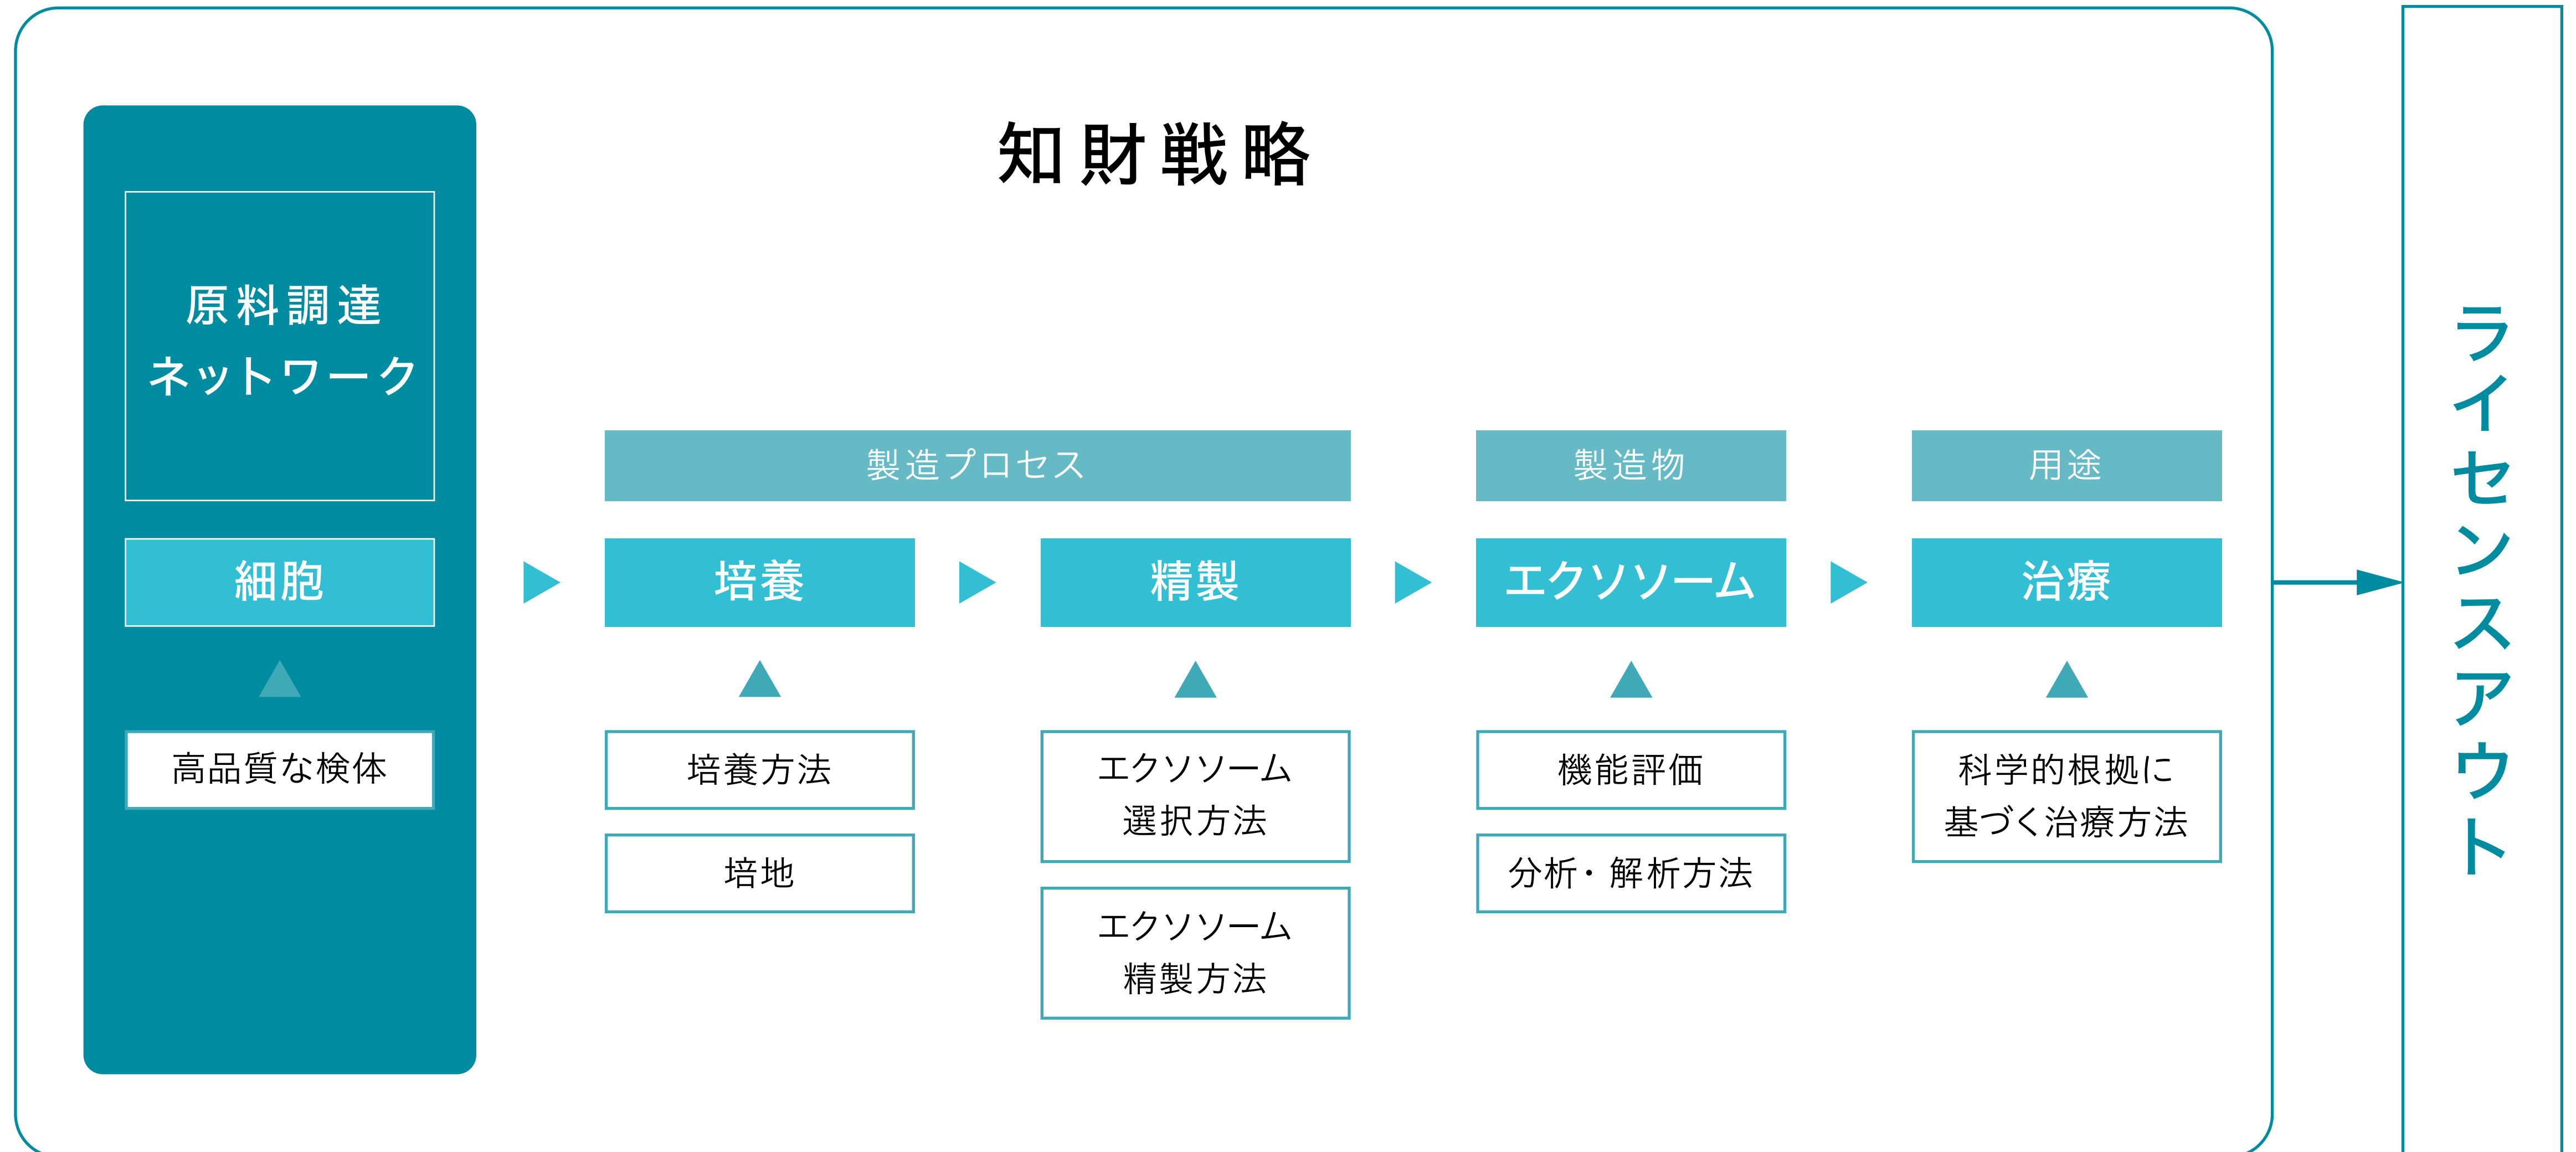 知財戦略
原料調達
ネットワーク
細胞
高品質な検体
製造プロセス
培養
培養方法
培地
精製
エクソソーム
選択方法
エクソソーム
精製方法
製造物
エクソソーム
機能評価
分析・解析方法
用途
治療
科学的根拠に
基づく治療方法
ライセンスアウト